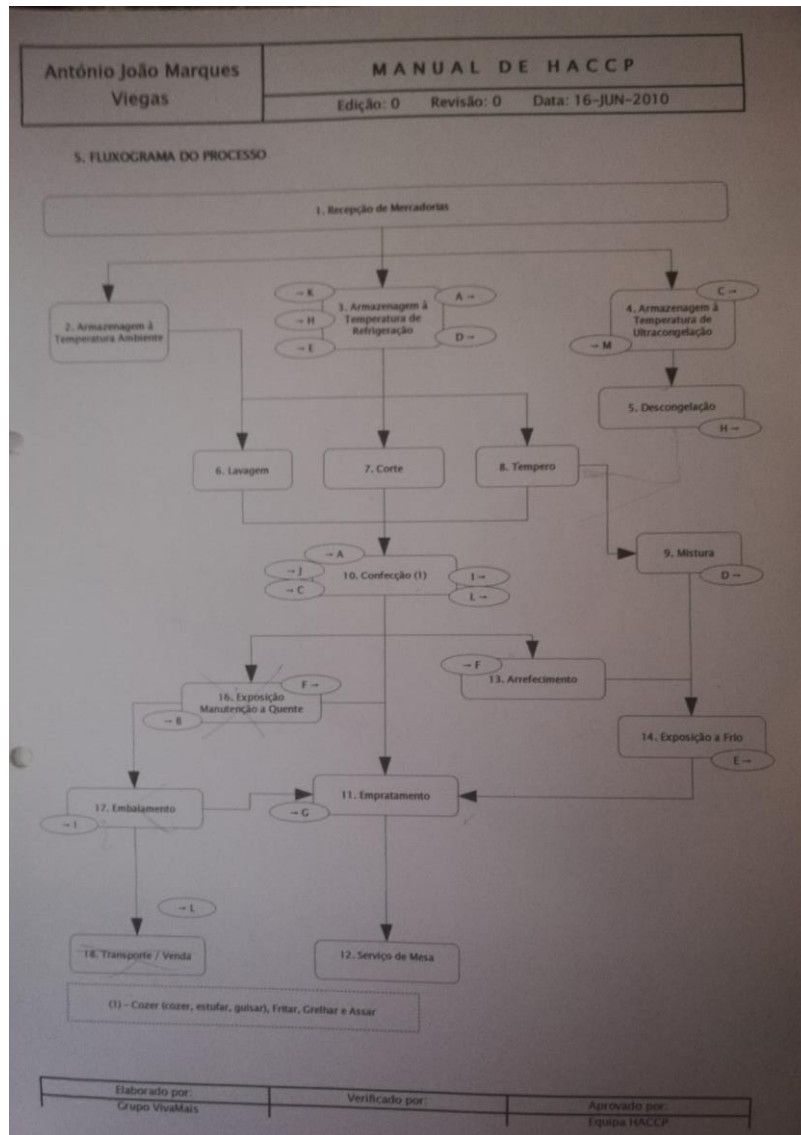 António João Marques
Viegas
MANUAL DE HACCP
Edição: 0 Revisão: 0 Data: 16-JUN-2010
5. FLUXOGRAMA DO PROCESSO
1. Recepção de Mercadorias
2. Armazenagem à
Temperatura Ambiente
→ K
→ H
→ E
3. Armazenagem à
Temperatura de
Refrigeração
A →
D →
C →
4. Armazenagem à
Temperatura de
Ultracongelação
→ M
5. Descongelação
H →
6. Lavagem
7. Corte
8. Tempero
9. Mistura
D →
→ A
→ J
→ C
10. Confecção (1)
I →
L →
16. Exposição
Manutenção a Quente
F →
→ B
→ F
13. Arrefecimento
14. Exposição a Frio
E →
17. Embalamento
→ I
11. Empratamento
→ G
→ L
18. Transporte / Venda
12. Serviço de Mesa
(1) - Cozer (cozer, estufar, guisar), Fritar, Grelhar e Assar
Elaborado por:
Grupo VivaMais
Verificado por:
Aprovado por:
Equipa HACCP